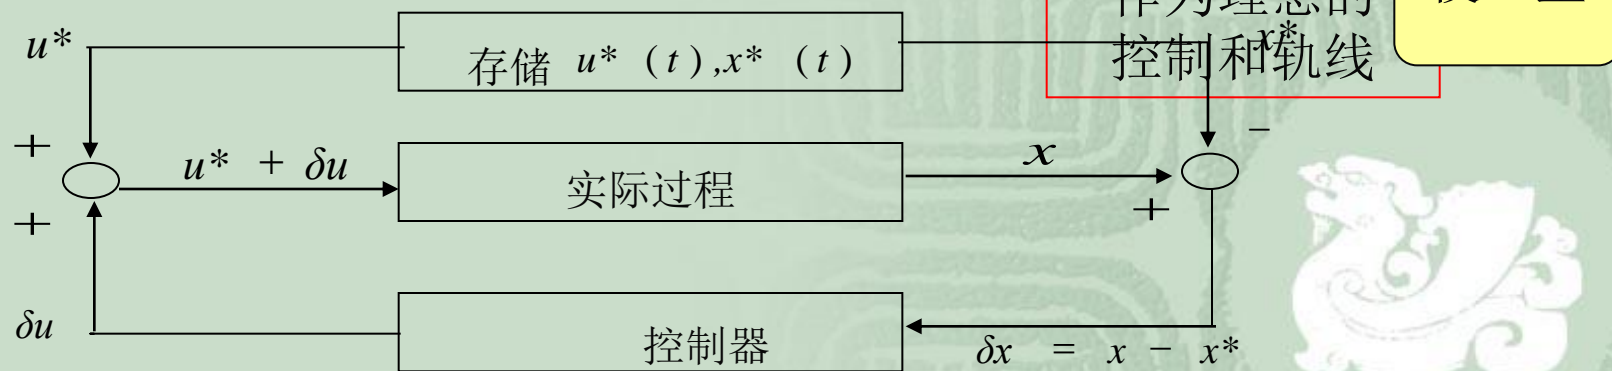 作为理想的
控制和轨线
u*
存储 u* (t),x* (t)
x*
+
−
u* + δu
实际过程
x
+
+
δu
控制器
δx = x − x*